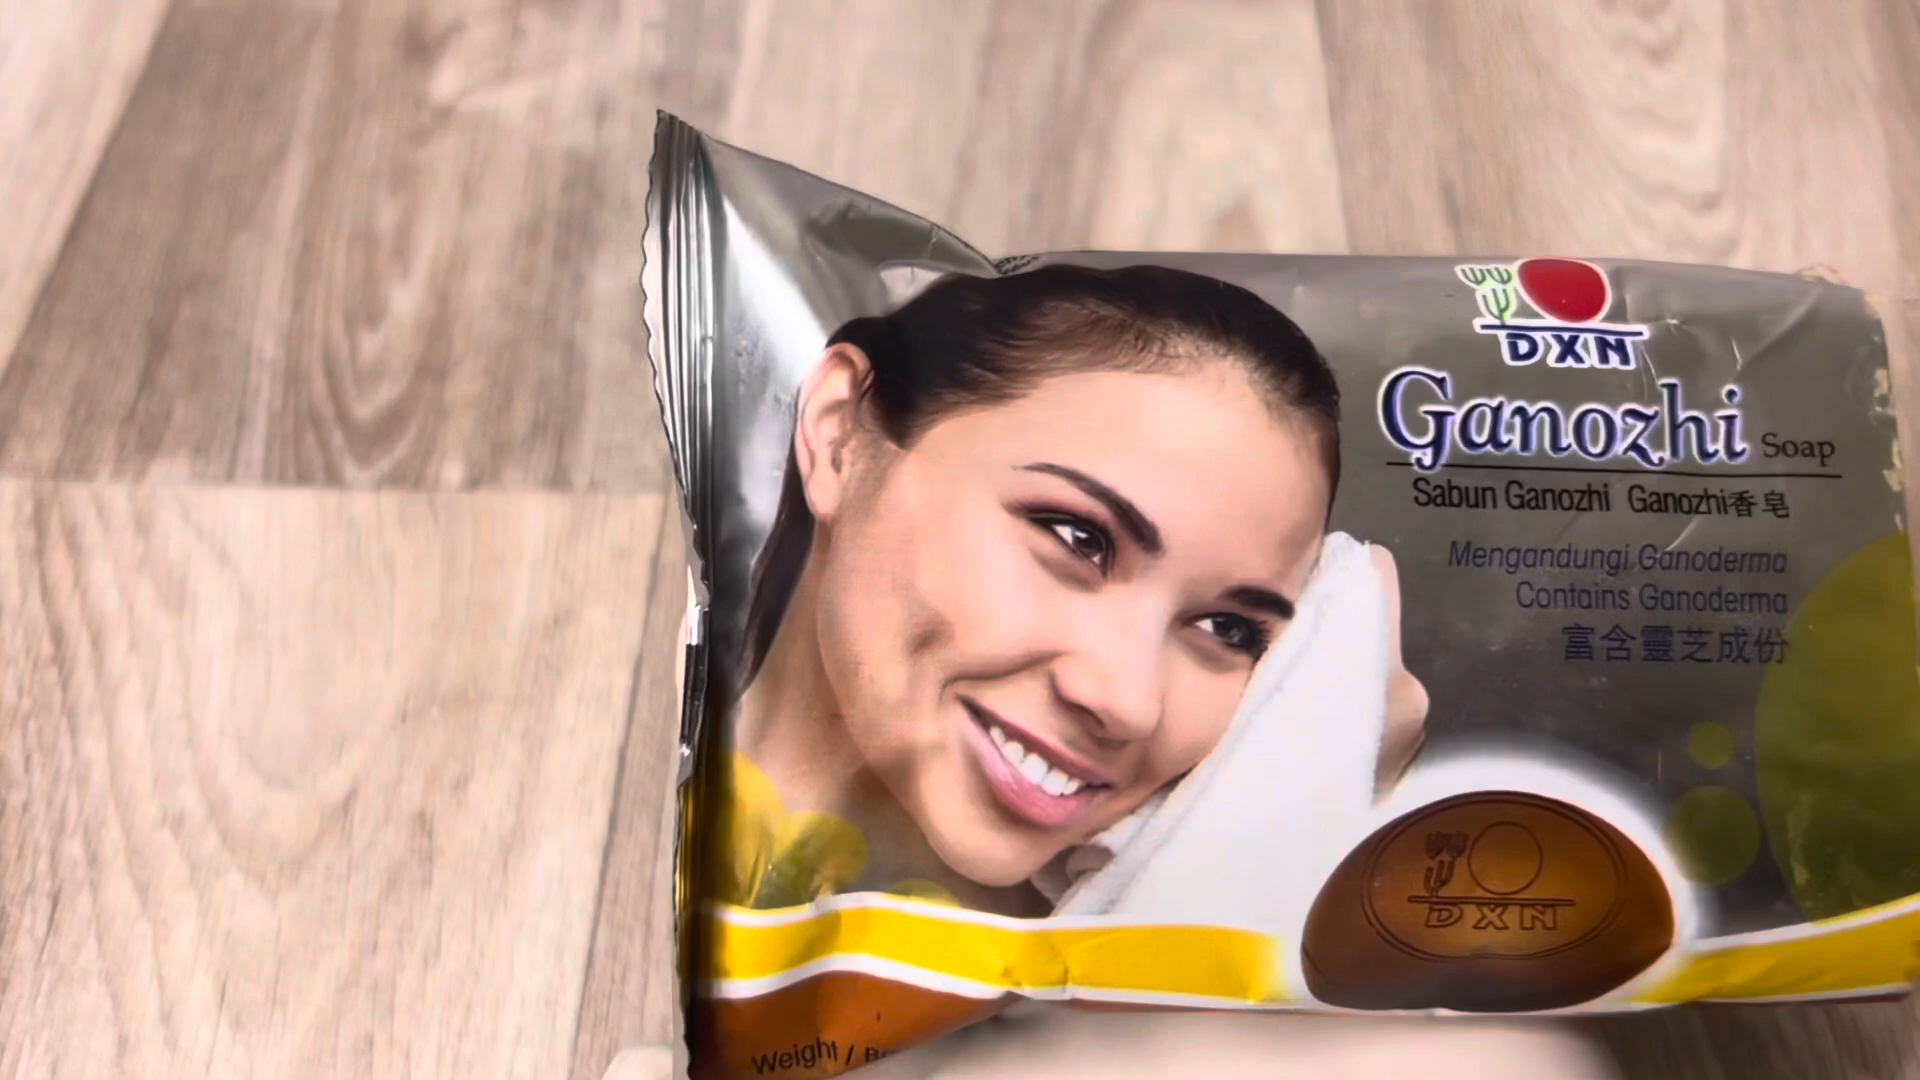 DXN
Ganozhi Soap
Sabun Ganozhi Ganozhi香皂
Mengandungi Ganoderma
Contains Ganoderma
富含靈芝成份
DXN
Weight /